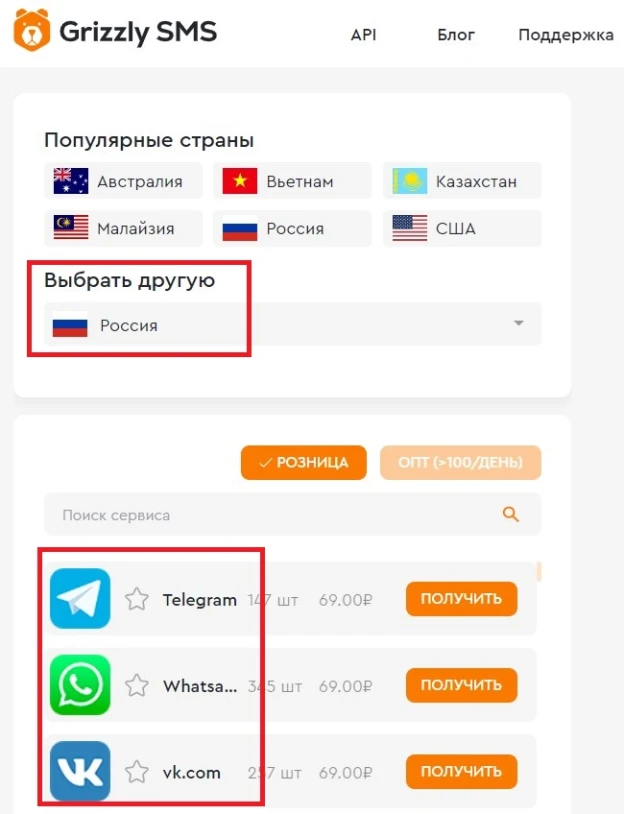 Grizzly SMS API Блог Поддержка
Популярные страны
Австралия Вьетнам Казахстан
Малайзия Россия США
Выбрать другую
Россия
РОЗНИЦА ОПТ (>100/ДЕНЬ)
Поиск сервиса
Telegram 147 шт 69.00₽ ПОЛУЧИТЬ
Whatsa... 345 шт 69.00₽ ПОЛУЧИТЬ
vk.com 257 шт 69.00₽ ПОЛУЧИТЬ